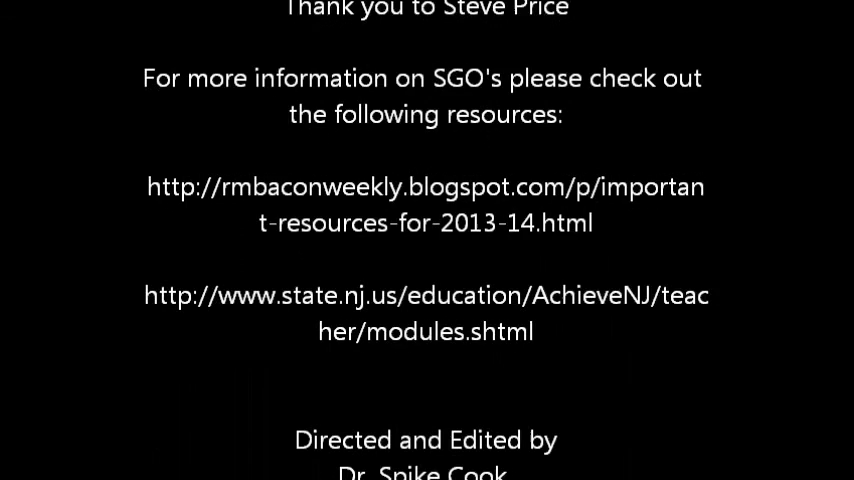 Thank you to Steve Price
For more information on SGO's please check out
the following resources:
http://rmbaconweekly.blogspot.com/p/importan
t-resources-for-2013-14.html
http://www.state.nj.us/education/AchieveNJ/teac
her/modules.shtml
Directed and Edited by
Dr. Spike Cook